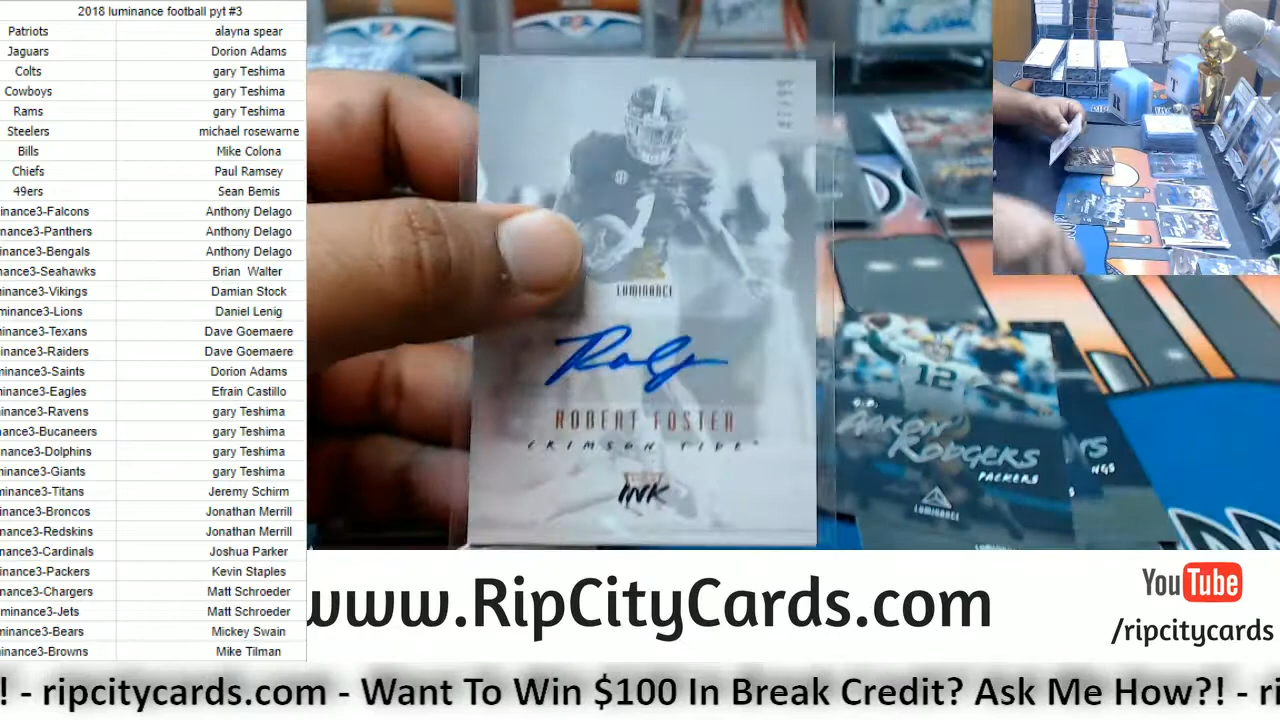 2018 luminance football pyt #3
Patriots alayna spear
Jaguars Dorion Adams
Colts gary Teshima
Cowboys gary Teshima
Rams gary Teshima
Steelers michael rosewarne
Bills Mike Colona
Chiefs Paul Ramsey
49ers Sean Bemis
inance3-Falcons Anthony Delago
inance3-Panthers Anthony Delago
inance3-Bengals Anthony Delago
inance3-Seahawks Brian Walter
inance3-Vikings Damian Stock
minance3-Lions Daniel Lenig
inance3-Texans Dave Goemaere
inance3-Raiders Dave Goemaere
inance3-Saints Dorion Adams
minance3-Eagles Efrain Castillo
inance3-Ravens gary Teshima
nance3-Bucaneers gary Teshima
inance3-Dolphins gary Teshima
minance3-Giants gary Teshima
minance3-Titans Jeremy Schirm
inance3-Broncos Jonathan Merrill
inance3-Redskins Jonathan Merrill
inance3-Cardinals Joshua Parker
inance3-Packers Kevin Staples
inance3-Chargers Matt Schroeder
uminance3-Jets Matt Schroeder
minance3-Bears Mickey Swain
inance3-Browns Mike Tilman
LUMINANCE
ROBERT FOSTER
CRIMSON TIDE
INK
12
AARON
RODGERS
PACKERS
LUMINANCE
RS
NGS
www.RipCityCards.com
YouTube
/ripcitycards
! - ripcitycards.com - Want To Win $100 In Break Credit? Ask Me How?! - ri